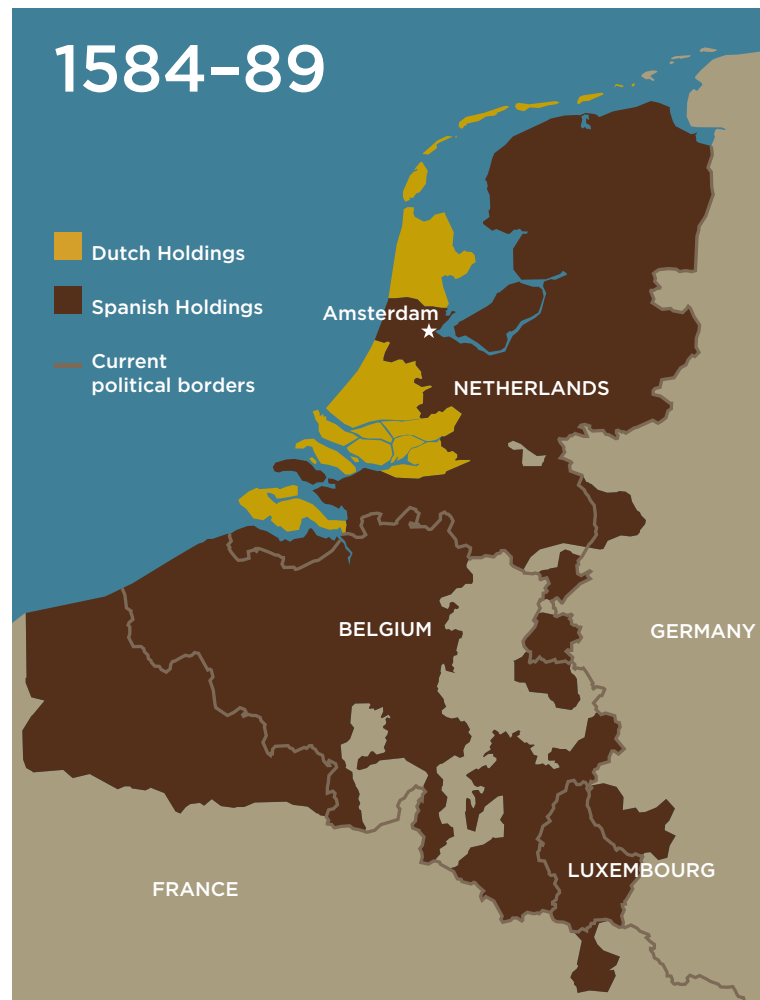 1584–89
Dutch Holdings
Spanish Holdings
Current
political borders
Amsterdam
NETHERLANDS
BELGIUM
GERMANY
LUXEMBOURG
FRANCE